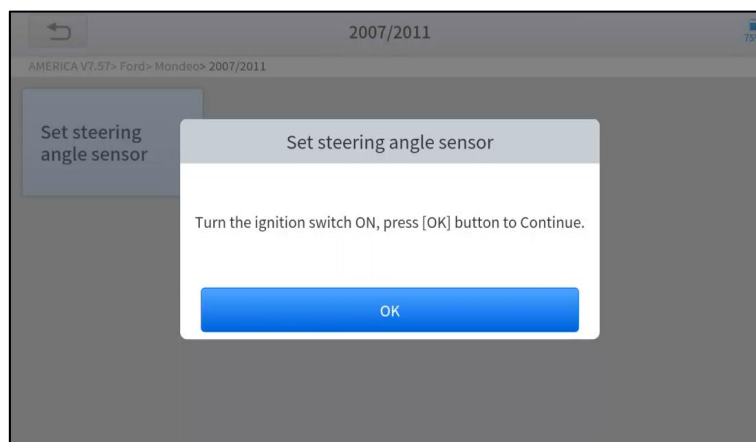 2007/2011
AMERICA V7.57> Ford> Mondeo> 2007/2011
Set steering
angle sensor
Set steering angle sensor
Turn the ignition switch ON, press [OK] button to Continue.
OK